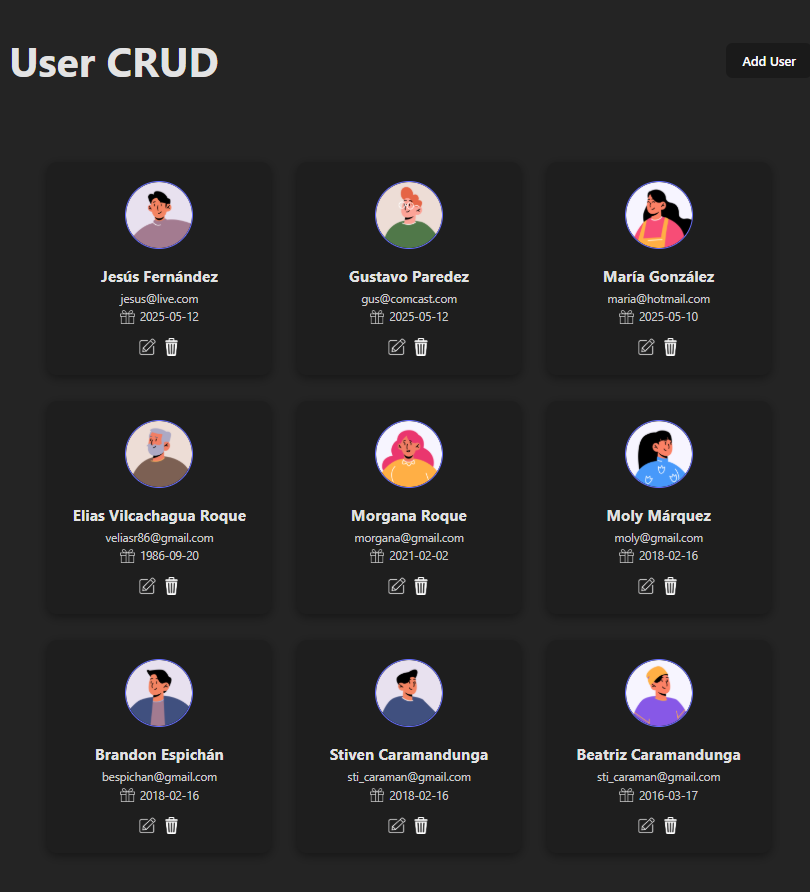 User CRUD
Add User
Jesús Fernández
jesus@live.com
2025-05-12
Gustavo Paredez
gus@comcast.com
2025-05-12
María González
maria@hotmail.com
2025-05-10
Elias Vilcachagua Roque
veliasr86@gmail.com
1986-09-20
Morgana Roque
morgana@gmail.com
2021-02-02
Moly Márquez
moly@gmail.com
2018-02-16
Brandon Espichán
bespichan@gmail.com
2018-02-16
Stiven Caramandunga
sti_caraman@gmail.com
2018-02-16
Beatriz Caramandunga
sti_caraman@gmail.com
2016-03-17